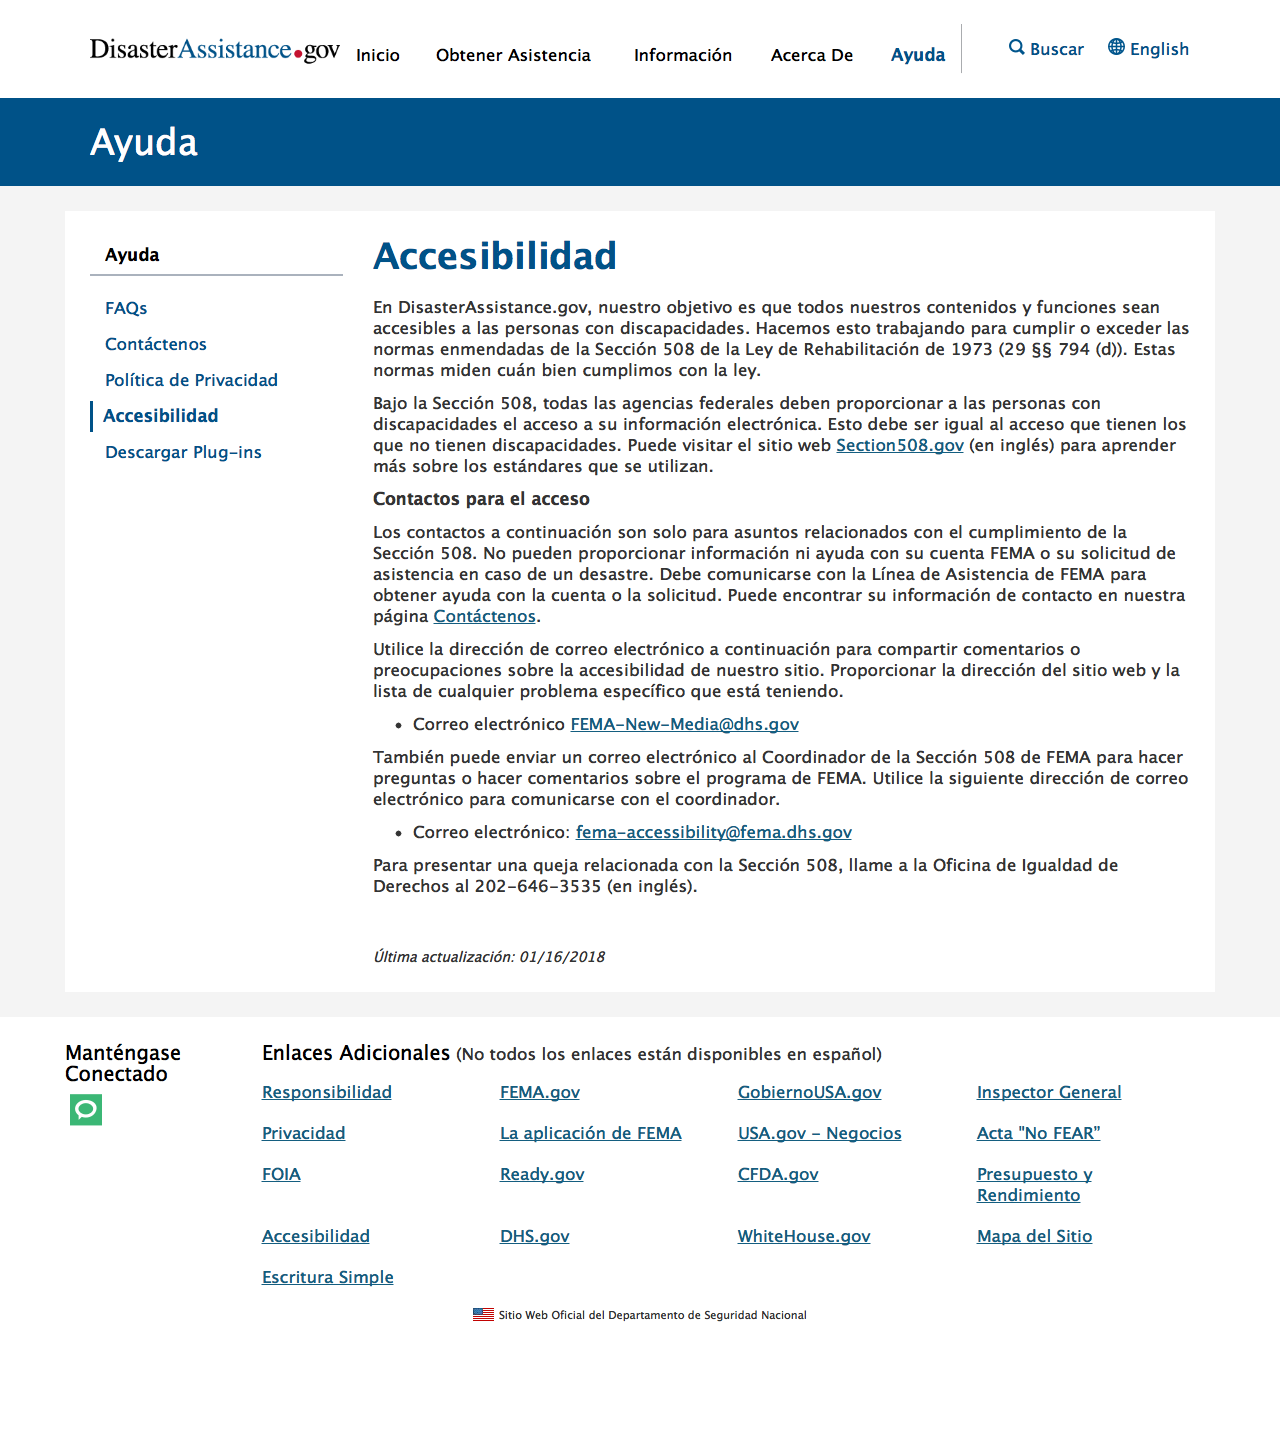 DisasterAssistance.gov Inicio Obtener Asistencia Información Acerca De Ayuda Buscar English
Ayuda
Ayuda
FAQs
Contáctenos
Política de Privacidad
Accesibilidad
Descargar Plug-ins
Accesibilidad
En DisasterAssistance.gov, nuestro objetivo es que todos nuestros contenidos y funciones sean
accesibles a las personas con discapacidades. Hacemos esto trabajando para cumplir o exceder las
normas enmendadas de la Sección 508 de la Ley de Rehabilitación de 1973 (29 §§ 794 (d)). Estas
normas miden cuán bien cumplimos con la ley.
Bajo la Sección 508, todas las agencias federales deben proporcionar a las personas con
discapacidades el acceso a su información electrónica. Esto debe ser igual al acceso que tienen los
que no tienen discapacidades. Puede visitar el sitio web Section508.gov (en inglés) para aprender
más sobre los estándares que se utilizan.
Contactos para el acceso
Los contactos a continuación son solo para asuntos relacionados con el cumplimiento de la
Sección 508. No pueden proporcionar información ni ayuda con su cuenta FEMA o su solicitud de
asistencia en caso de un desastre. Debe comunicarse con la Línea de Asistencia de FEMA para
obtener ayuda con la cuenta o la solicitud. Puede encontrar su información de contacto en nuestra
página Contáctenos.
Utilice la dirección de correo electrónico a continuación para compartir comentarios o
preocupaciones sobre la accesibilidad de nuestro sitio. Proporcionar la dirección del sitio web y la
lista de cualquier problema específico que está teniendo.
• Correo electrónico FEMA-New-Media@dhs.gov
También puede enviar un correo electrónico al Coordinador de la Sección 508 de FEMA para hacer
preguntas o hacer comentarios sobre el programa de FEMA. Utilice la siguiente dirección de correo
electrónico para comunicarse con el coordinador.
• Correo electrónico: fema-accessibility@fema.dhs.gov
Para presentar una queja relacionada con la Sección 508, llame a la Oficina de Igualdad de
Derechos al 202-646-3535 (en inglés).
Última actualización: 01/16/2018
Manténgase
Conectado
Enlaces Adicionales (No todos los enlaces están disponibles en español)
Responsibilidad FEMA.gov GobiernoUSA.gov Inspector General
Privacidad La aplicación de FEMA USA.gov - Negocios Acta "No FEAR”
FOIA Ready.gov CFDA.gov Presupuesto y
Rendimiento
Accesibilidad DHS.gov WhiteHouse.gov Mapa del Sitio
Escritura Simple
Sitio Web Oficial del Departamento de Seguridad Nacional